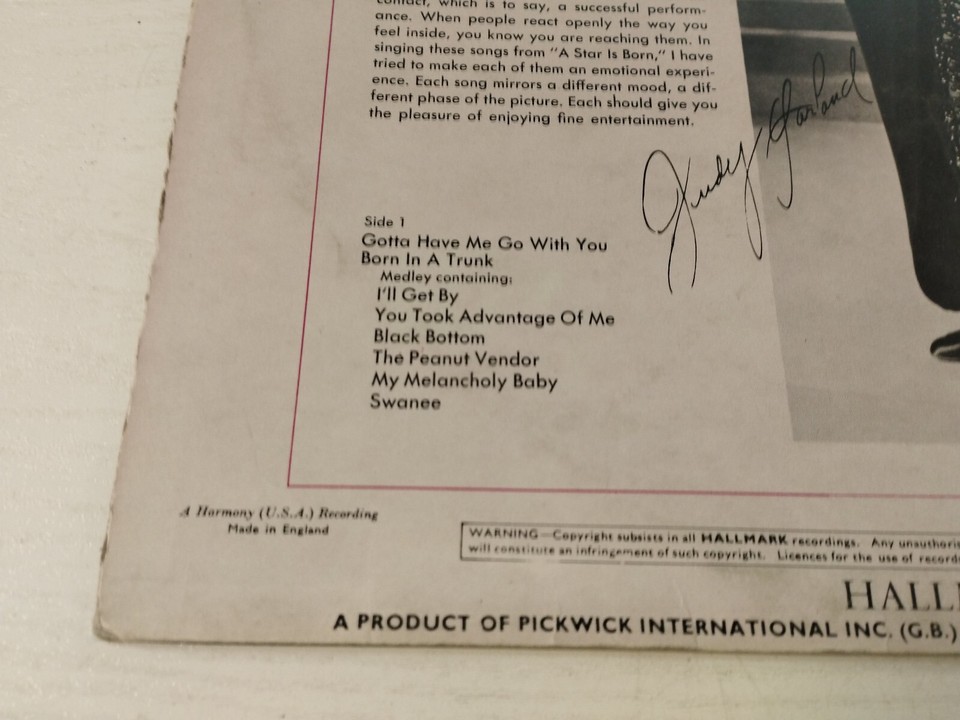 contact, which is to say, a successful perform-
ance. When people react openly the way you
feel inside, you know you are reaching them. In
singing these songs from "A Star Is Born," I have
tried to make each of them an emotional experi-
ence. Each song mirrors a different mood, a dif-
ferent phase of the picture. Each should give you
the pleasure of enjoying fine entertainment.
Judy Garland
Side 1
Gotta Have Me Go With You
Born In A Trunk
Medley containing:
I'll Get By
You Took Advantage Of Me
Black Bottom
The Peanut Vendor
My Melancholy Baby
Swanee
A Harmony (U.S.A.) Recording
Made in England
WARNING—Copyright subsists in all HALLMARK recordings. Any
will constitute an infringement of such copyright. Licences for the use of
A PRODUCT OF PICKWICK INTERNATIONAL INC. (G.B.)